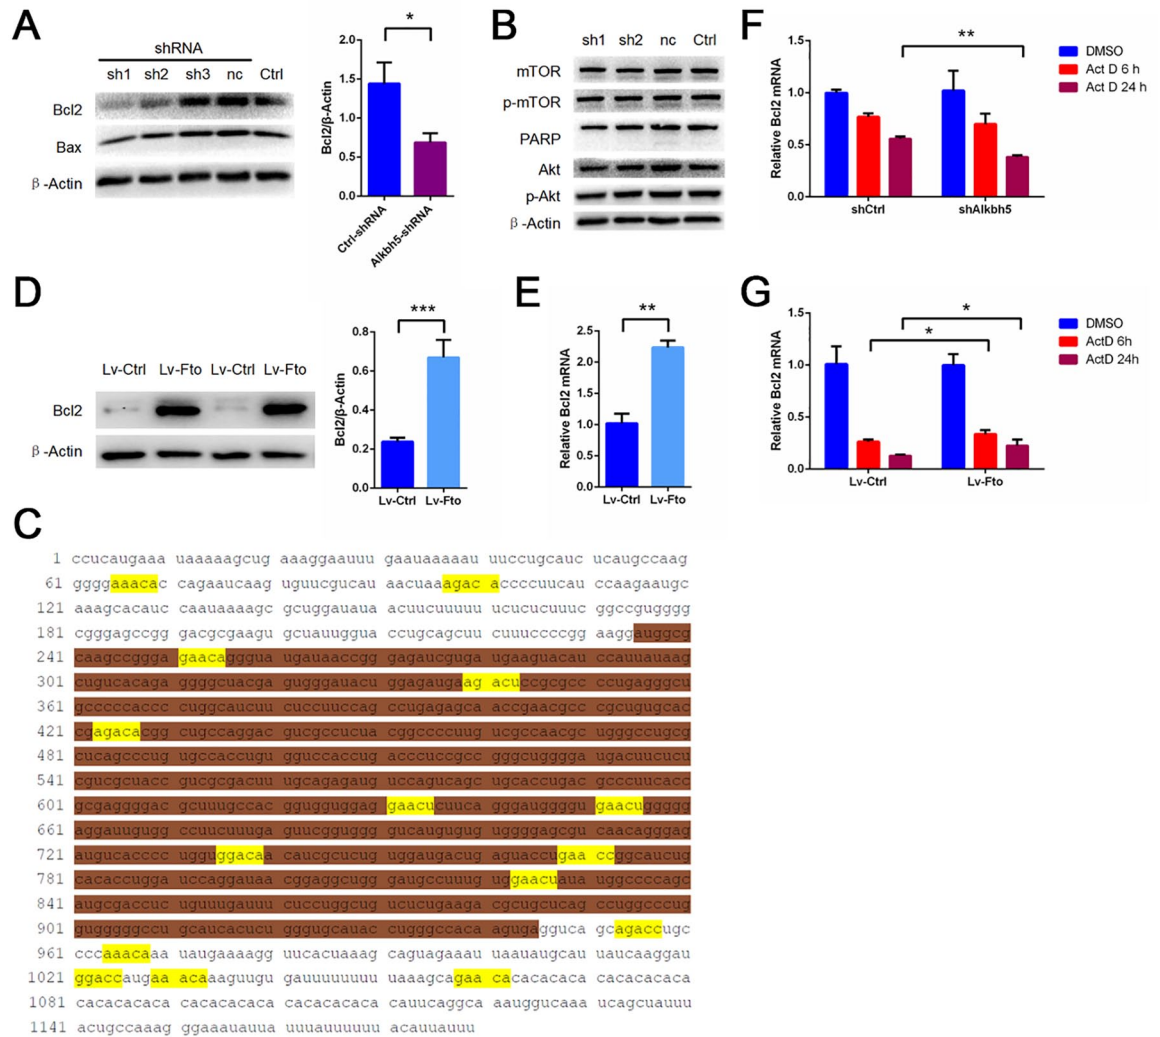 A
shRNA
sh1 sh2 sh3 nc Ctrl
Bcl2
Bax
β-Actin
*
Bcl2/β-Actin
2.0
1.5
1.0
0.5
0.0
Ctrl-shRNA
Alkbh5-shRNA
B
sh1 sh2 nc Ctrl
mTOR
p-mTOR
PARP
Akt
p-Akt
β-Actin
F
**
Relative Bcl2 mRNA
1.5
1.0
0.5
0.0
shCtrl shAlkbh5
DMSO
Act D 6 h
Act D 24 h
D
Lv-Ctrl Lv-Fto Lv-Ctrl Lv-Fto
Bcl2
β-Actin
***
Bcl2/β-Actin
0.8
0.6
0.4
0.2
0.0
Lv-Ctrl Lv-Fto
E
**
Relative Bcl2 mRNA
2.5
2.0
1.5
1.0
0.5
0.0
Lv-Ctrl Lv-Fto
G
*
*
Relative Bcl2 mRNA
1.5
1.0
0.5
0.0
Lv-Ctrl Lv-Fto
DMSO
ActD 6h
ActD 24h
C
1 ccucaugaaa uaaaaagcug aaaggaauuu gaauaaaaau uuccugcauc ucaugccaag
61 ggggaaacac cagaaucaag uguucgucau aacuaaagac accccuucau ccaagaaugc
121 aaagcacauc caauaaaagc gcuggauaua acuucuuuuu ucucucuuuc ggccgugggg
181 cgggagccgg gacgcgaagu gcuauuggua ccugcagcuu cuuuccccgg aaggauggcg
241 caagccggga gaacagggua ugauaaccgg gagaucguga ugaaguacau ccauuauaag
301 cugucacaga ggggcuacga gugggauacu ggagaugaag acuccgcgcc ccugagggcu
361 gcccccaccc cuggcaucuu cuccuuccag ccugagagca accgaacgcc cgcugugcac
421 cgagacacgg cugccaggac gucgccucua cggccccuug ucgccaacgc ugggccugcg
481 cucagcccug ugccaccugu gguccaccug acccuccgcc gggcugggga ugacuucucu
541 cgucgcuacc gucgcgacuu ugcagagaug uccagucagc ugcaccugac gcccuucacc
601 gcgaggggac gcuuugccac ggugguggag gaacucuuca gggauggggu gaacuggggg
661 aggauugugg ccuucuuuga guucgguggg gucaugugug uggggagcgu caacagggag
721 augucacccc ugguggacaa caucgcucug uggaugacug aguaccugaa ccggcaucug
781 cacaccugga uccaggauaa cggaggcugg gaugccuuug uggaacuaua uggccccagc
841 augcgaccuc uguuugauuu cuccuggcug ucucugaaga cgcugcucag ccuggcccug
901 gugggggccu gcaucacucu gggugcauac cugggccaca agugagguca gcagaccugc
961 cccaaacaaa uaugaaaagg uucacuaaag caguagaaau uaauaugcau uaucaaggau
1021 ggaccaugaa acaaaguugu gauuuuuuuu uaaagcagaa cacacacaca cacacacaca
1081 cacacacaca cacacacaca cacacacaca cauucaggca aauggucaaa ucagcuauuu
1141 acugccaaag ggaaauauua uuuauuuuuu acauuauuu